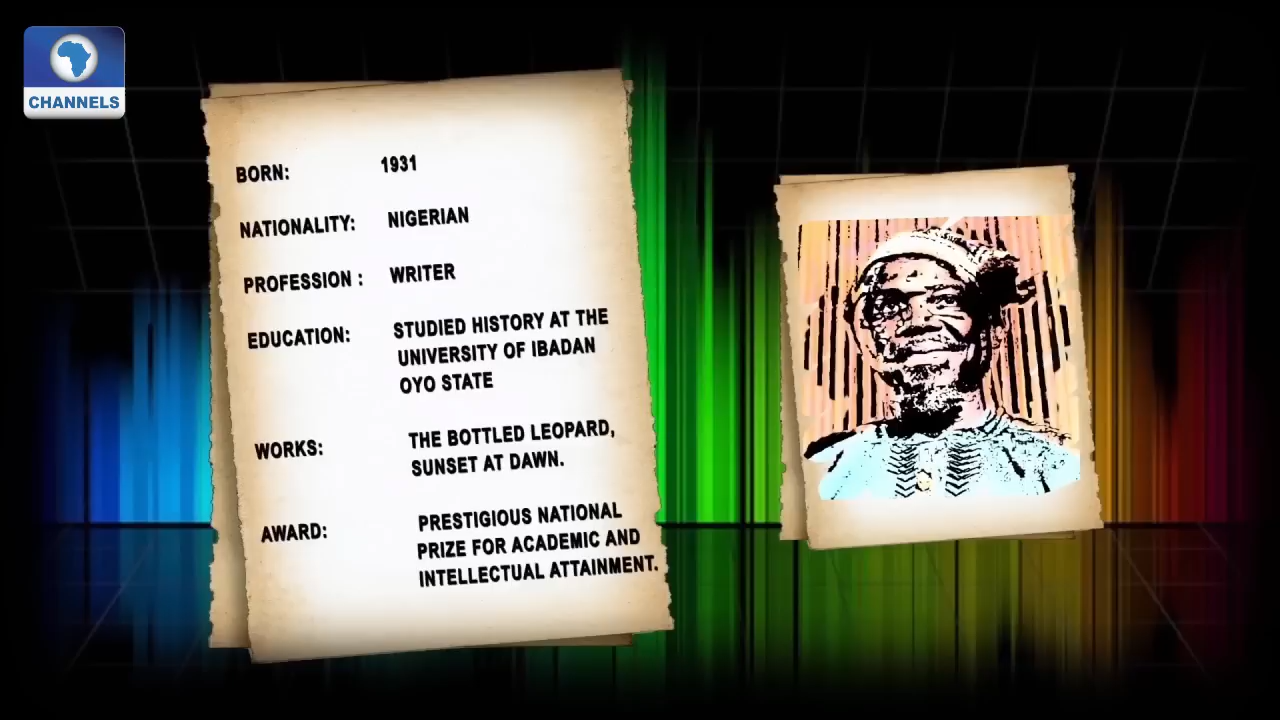 CHANNELS
BORN: 1931
NATIONALITY: NIGERIAN
PROFESSION : WRITER
EDUCATION: STUDIED HISTORY AT THE
UNIVERSITY OF IBADAN
OYO STATE
WORKS: THE BOTTLED LEOPARD,
SUNSET AT DAWN.
AWARD: PRESTIGIOUS NATIONAL
PRIZE FOR ACADEMIC AND
INTELLECTUAL ATTAINMENT.